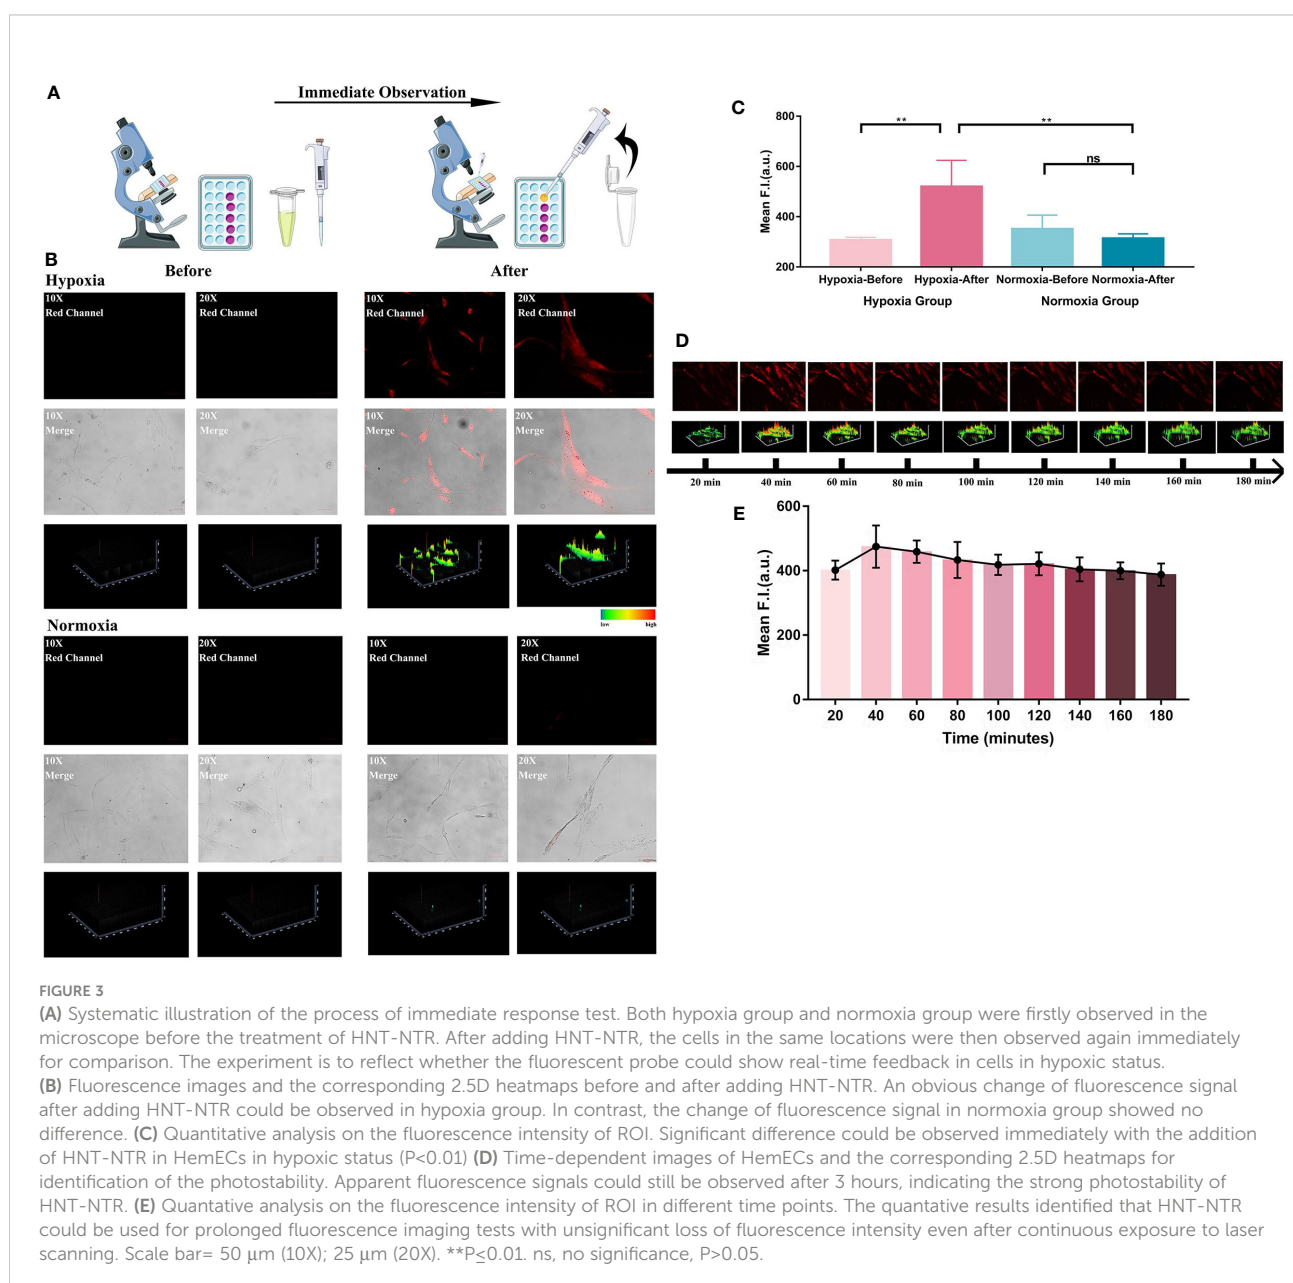 A
Immediate Observation
B
Before
After
Hypoxia
10X
Red Channel
20X
Red Channel
10X
Red Channel
20X
Red Channel
10X
Merge
20X
Merge
10X
Merge
20X
Merge
low
high
Normoxia
10X
Red Channel
20X
Red Channel
10X
Red Channel
20X
Red Channel
10X
Merge
20X
Merge
10X
Merge
20X
Merge
C
Mean F.I.(a.u.)
800
600
400
200
**
**
ns
Hypoxia-Before
Hypoxia-After
Normoxia-Before
Normoxia-After
Hypoxia Group
Normoxia Group
D
20 min
40 min
60 min
80 min
100 min
120 min
140 min
160 min
180 min
E
Mean F.I.(a.u.)
600
400
200
0
20
40
60
80
100
120
140
160
180
Time (minutes)
FIGURE 3
(A) Systematic illustration of the process of immediate response test. Both hypoxia group and normoxia group were firstly observed in the
microscope before the treatment of HNT-NTR. After adding HNT-NTR, the cells in the same locations were then observed again immediately
for comparison. The experiment is to reflect whether the fluorescent probe could show real-time feedback in cells in hypoxic status.
(B) Fluorescence images and the corresponding 2.5D heatmaps before and after adding HNT-NTR. An obvious change of fluorescence signal
after adding HNT-NTR could be observed in hypoxia group. In contrast, the change of fluorescence signal in normoxia group showed no
difference. (C) Quantitative analysis on the fluorescence intensity of ROI. Significant difference could be observed immediately with the addition
of HNT-NTR in HemECs in hypoxic status (P<0.01) (D) Time-dependent images of HemECs and the corresponding 2.5D heatmaps for
identification of the photostability. Apparent fluorescence signals could still be observed after 3 hours, indicating the strong photostability of
HNT-NTR. (E) Quantative analysis on the fluorescence intensity of ROI in different time points. The quantative results identified that HNT-NTR
could be used for prolonged fluorescence imaging tests with unsignificant loss of fluorescence intensity even after continuous exposure to laser
scanning. Scale bar= 50 μm (10X); 25 μm (20X). **P≤0.01. ns, no significance, P>0.05.